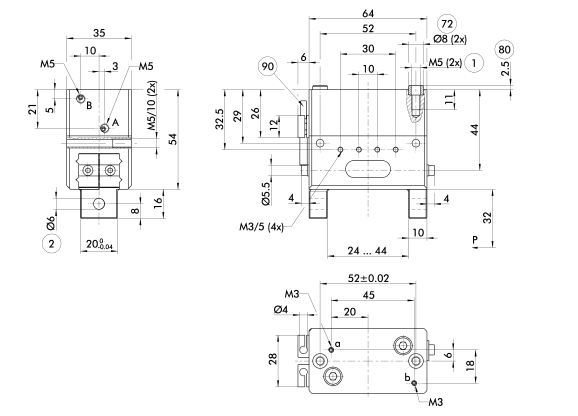 35
10
M5
3
M5
B
A
21
5
M5/10 (2x)
54
16
8
Ø6
2
20 0 -0.04
64
52
72
Ø8 (2x)
M5 (2x)
1
80
2.5
90
6
30
10
11
32.5
29
26
12
44
Ø5.5
4
4
M3/5 (4x)
32
10
P
24 ... 44
52±0.02
M3
45
Ø4
20
a
28
6
18
b
M3